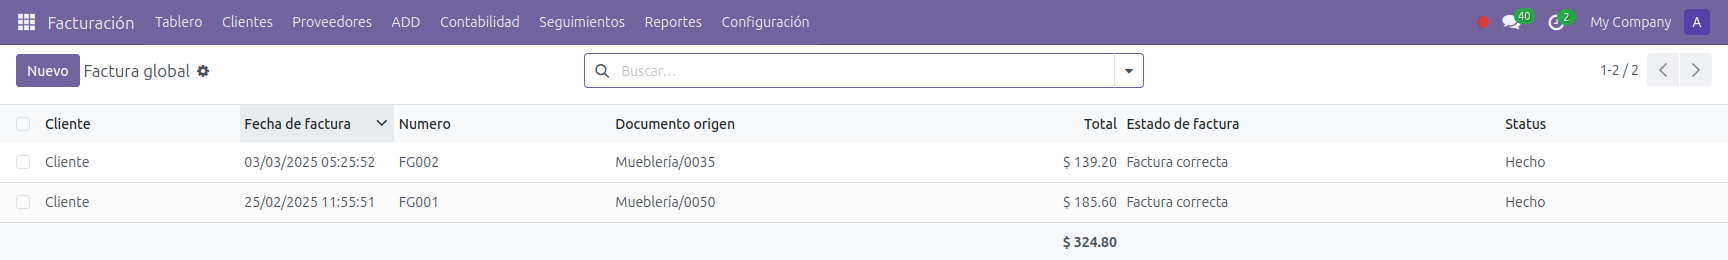 Facturación Tablero Clientes Proveedores ADD Contabilidad Seguimientos Reportes Configuración 40 2 My Company A
Nuevo Factura global Buscar... 1-2 / 2
Cliente Fecha de factura Numero Documento origen Total Estado de factura Status
Cliente 03/03/2025 05:25:52 FG002 Mueblería/0035 $ 139.20 Factura correcta Hecho
Cliente 25/02/2025 11:55:51 FG001 Mueblería/0050 $ 185.60 Factura correcta Hecho
$ 324.80